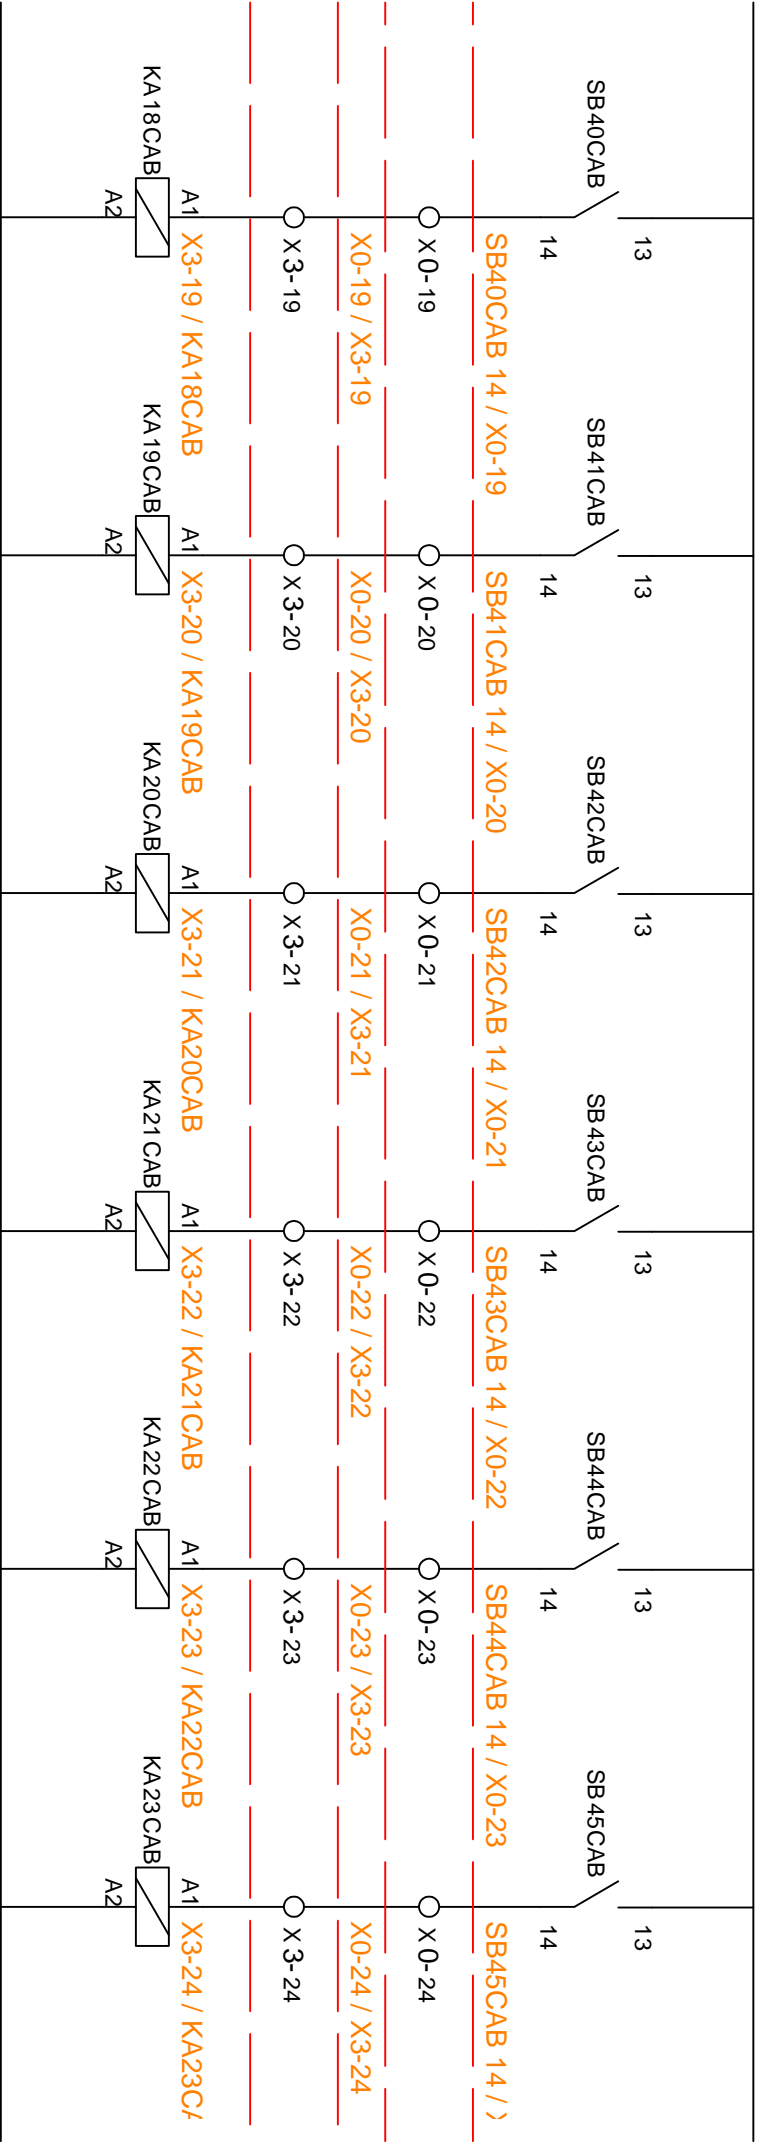 SB40CAB
13
14
SB40CAB 14 / X0-19
X0-19
X0-19 / X3-19
X3-19
X3-19 / KA18CAB
A1
KA18CAB
A2
SB41CAB
13
14
SB41CAB 14 / X0-20
X0-20
X0-20 / X3-20
X3-20
X3-20 / KA19CAB
A1
KA19CAB
A2
SB42CAB
13
14
SB42CAB 14 / X0-21
X0-21
X0-21 / X3-21
X3-21
X3-21 / KA20CAB
A1
KA20CAB
A2
SB43CAB
13
14
SB43CAB 14 / X0-22
X0-22
X0-22 / X3-22
X3-22
X3-22 / KA21CAB
A1
KA21CAB
A2
SB44CAB
13
14
SB44CAB 14 / X0-23
X0-23
X0-23 / X3-23
X3-23
X3-23 / KA22CAB
A1
KA22CAB
A2
SB45CAB
13
14
SB45CAB 14 /
X0-24
X0-24 / X3-24
X3-24
X3-24 /
A1
KA23CAB
A2